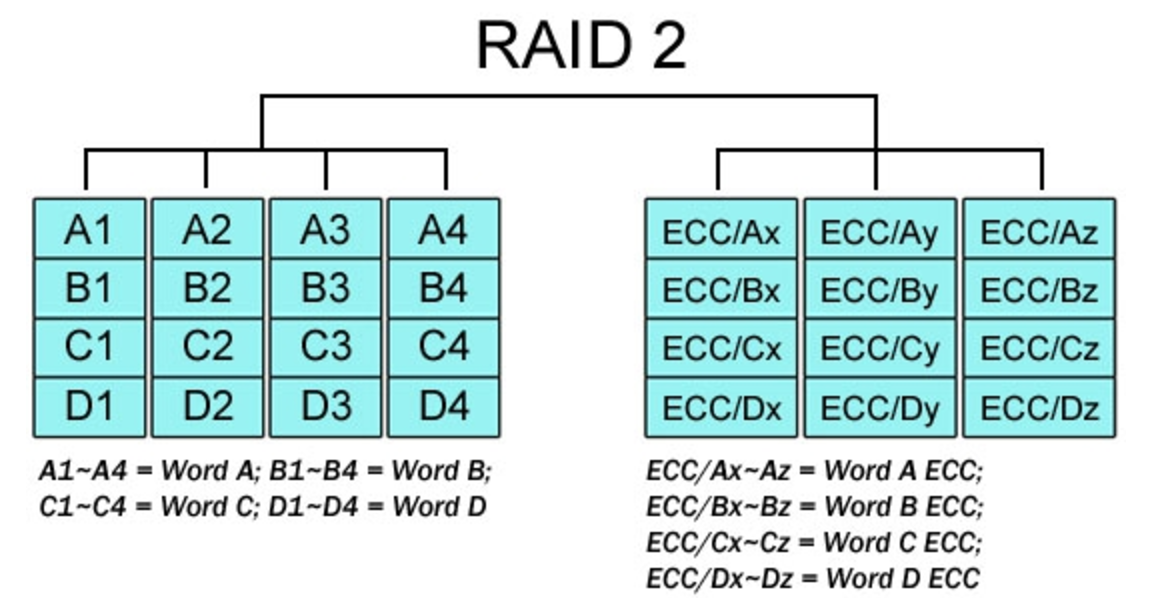 RAID 2
A1 A2 A3 A4 ECC/Ax ECC/Ay ECC/Az
B1 B2 B3 B4 ECC/Bx ECC/By ECC/Bz
C1 C2 C3 C4 ECC/Cx ECC/Cy ECC/Cz
D1 D2 D3 D4 ECC/Dx ECC/Dy ECC/Dz
A1~A4 = Word A; B1~B4 = Word B;
C1~C4 = Word C; D1~D4 = Word D
ECC/Ax~Az = Word A ECC;
ECC/Bx~Bz = Word B ECC;
ECC/Cx~Cz = Word C ECC;
ECC/Dx~Dz = Word D ECC